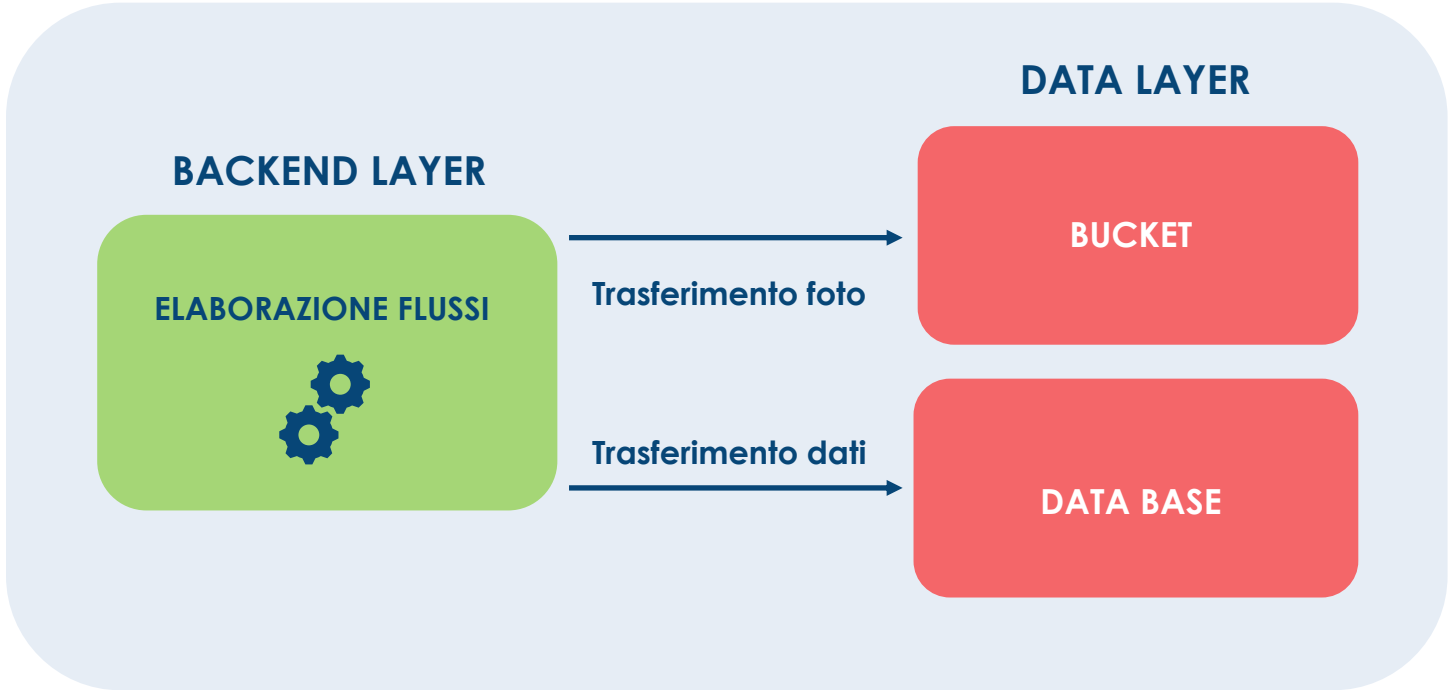 DATA LAYER
BACKEND LAYER
BUCKET
ELABORAZIONE FLUSSI
Trasferimento foto
Trasferimento dati
DATA BASE